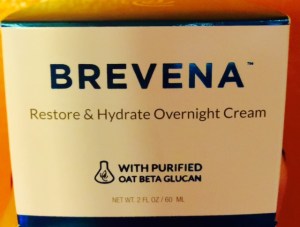 BREVENA™
Restore & Hydrate Overnight Cream
WITH PURIFIED
OAT BETA GLUCAN
NET WT. 2 FL OZ / 60 ML